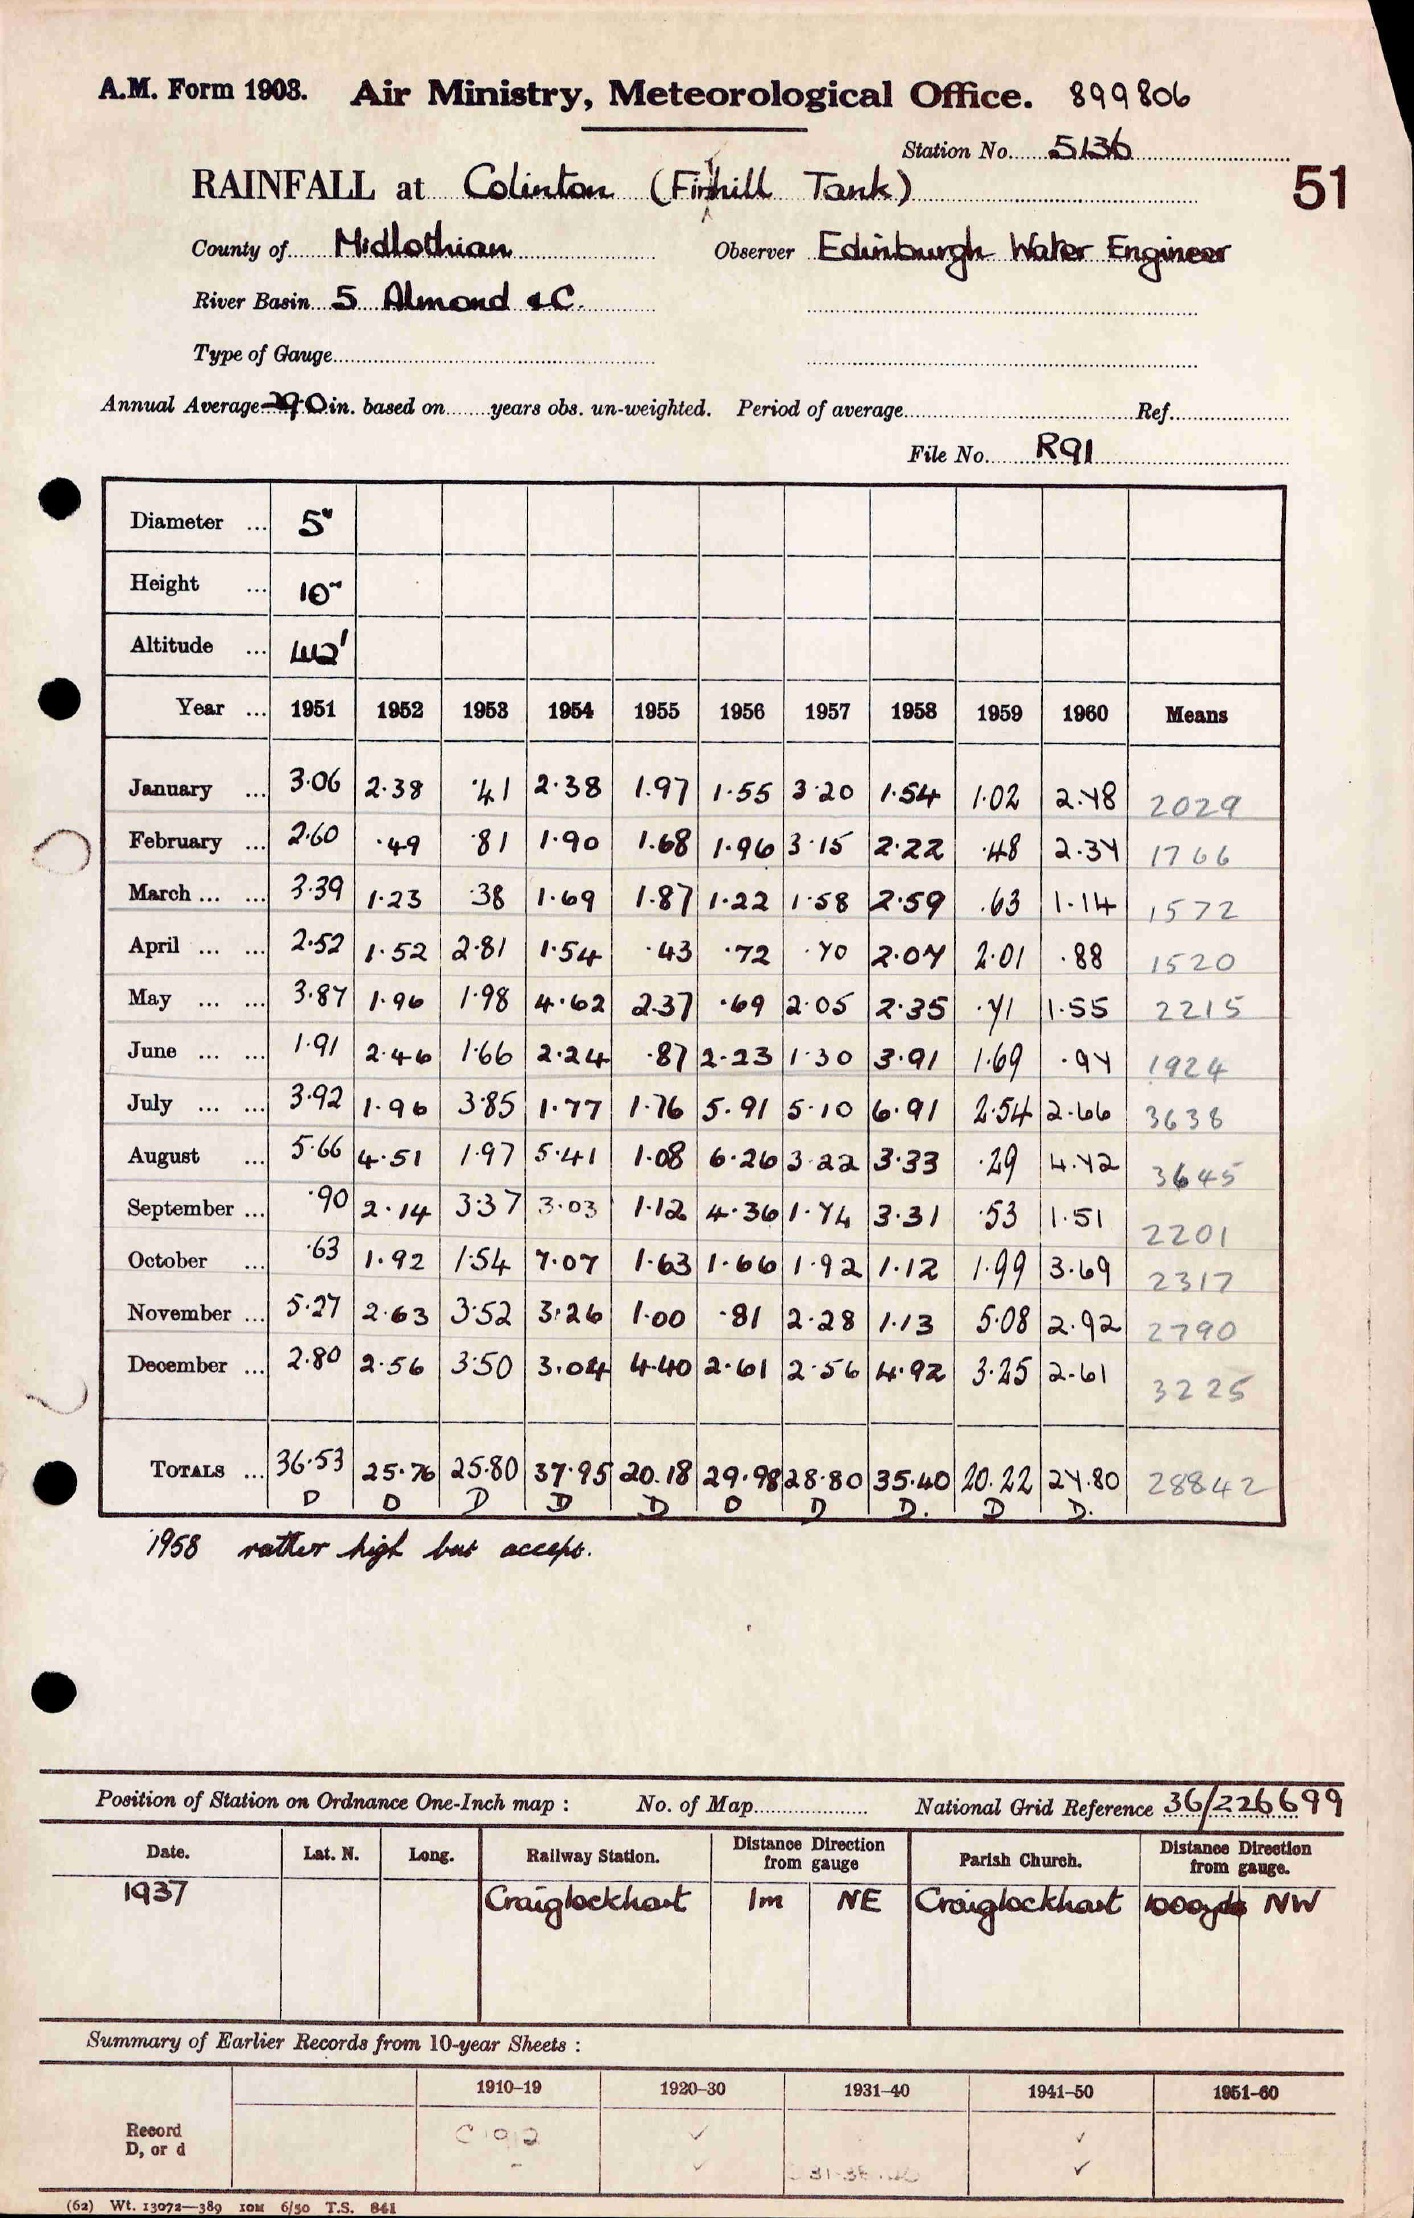 A.M. Form 1903. Air Ministry, Meteorological Office. 899806
Station No. 5136
51
RAINFALL at Colinton (Firhill Tank)
County of Midlothian Observer Edinburgh Water Engineer
River Basin 5 Almond &C.
Type of Gauge
Annual Average 29.0 in. based on years obs. un-weighted. Period of average Ref.
File No. R91
Diameter ... 5"
Height ... 10"
Altitude ...
Year ... 1951 1952 1953 1954 1955 1956 1957 1958 1959 1960 Means
January ... 3.06 2.38 .41 2.38 1.97 1.55 3.20 1.54 1.02 2.78 2029
February ... 2.60 .49 .81 1.90 1.68 1.96 3.15 2.22 .48 2.37 1766
March ... ... 3.39 1.23 .38 1.69 1.87 1.22 1.58 2.59 .63 1.14 1572
April ... ... 2.52 1.52 2.81 1.54 .43 .72 .70 2.07 2.01 .88 1520
May ... ... 3.87 1.96 1.98 4.62 2.37 .69 2.05 2.35 .71 1.55 2215
June ... ... 1.91 2.46 1.66 2.24 .87 2.23 1.30 3.91 1.69 .97 1924
July ... ... 3.92 1.96 3.85 1.77 1.76 5.91 5.10 6.91 2.54 2.66 3638
August ... 5.66 4.51 1.97 5.41 1.08 6.26 3.22 3.33 .29 4.72 3645
September ... .90 2.14 3.37 3.03 1.12 4.36 1.74 3.31 .53 1.51 2201
October ... .63 1.92 1.54 7.07 1.63 1.66 1.92 1.12 1.99 3.69 2317
November ... 5.27 2.63 3.52 3.26 1.00 .81 2.28 1.13 5.08 2.92 2790
December ... 2.80 2.56 3.50 3.04 4.40 2.61 2.56 4.92 3.25 2.61 3225
TOTALS ... 36.53 25.76 25.80 37.95 20.18 29.98 28.80 35.40 20.22 27.80 28842
D D D D D D D D. D D.
1958 rather high but accept.
Position of Station on Ordnance One-Inch map : No. of Map National Grid Reference 36/226699
Date. Lat. N. Long. Railway Station. Distance Direction from gauge Parish Church. Distance Direction from gauge.
1937 Craiglockhart 1m NE Craiglockhart 1000yds NW
Summary of Earlier Records from 10-year Sheets :
1910–19 1920–30 1931–40 1941–50 1951–60
Record
D, or d
(62) Wt. 13072—389 10M 6/50 T.S. 841